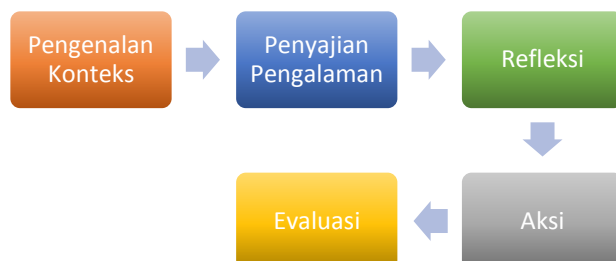 Pengenalan
Konteks
Penyajian
Pengalaman
Refleksi
Aksi
Evaluasi